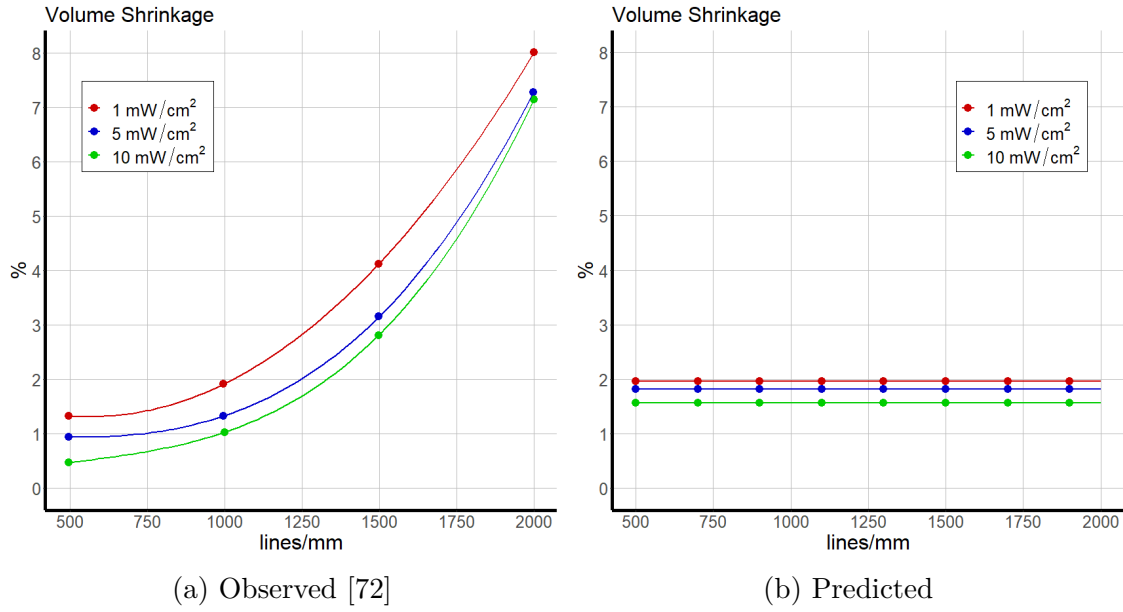 Volume Shrinkage
8
7
6
5
4
3
2
1
0
%
1 mW/cm²
5 mW/cm²
10 mW/cm²
500 750 1000 1250 1500 1750 2000
lines/mm
(a) Observed [72]
Volume Shrinkage
8
7
6
5
4
3
2
1
0
%
1 mW/cm²
5 mW/cm²
10 mW/cm²
500 750 1000 1250 1500 1750 2000
lines/mm
(b) Predicted